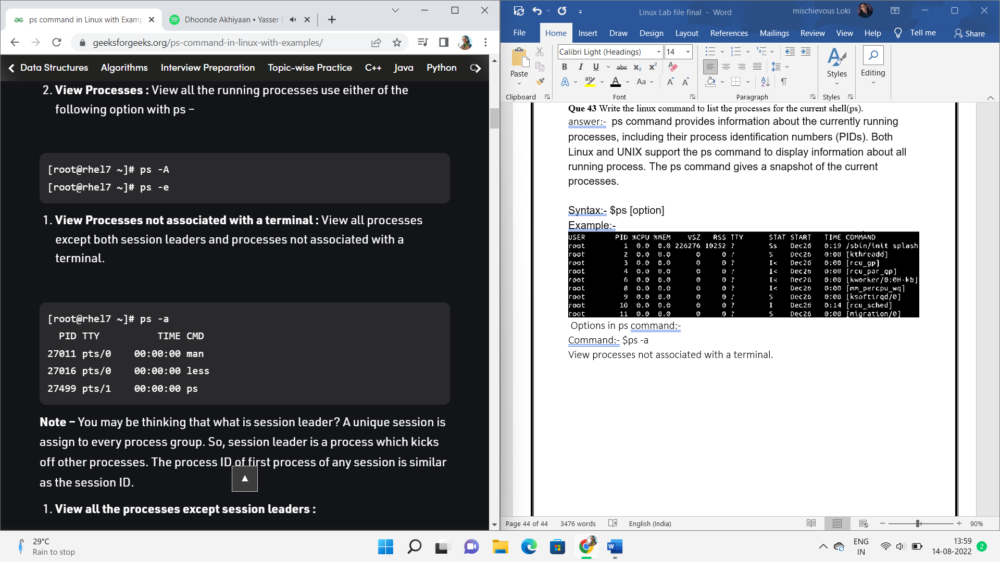 ps command in Linux with Examp
Dhoonde Akhiyaan • Yasser D
geeksforgeeks.org/ps-command-in-linux-with-examples/
Data Structures Algorithms Interview Preparation Topic-wise Practice C++ Java Python
2. View Processes : View all the running processes use either of the
following option with ps –
[root@rhel7 ~]# ps -A
[root@rhel7 ~]# ps -e
1. View Processes not associated with a terminal : View all processes
except both session leaders and processes not associated with a
terminal.
[root@rhel7 ~]# ps -a
PID TTY TIME CMD
27011 pts/0 00:00:00 man
27016 pts/0 00:00:00 less
27499 pts/1 00:00:00 ps
Note – You may be thinking that what is session leader? A unique session is
assign to every process group. So, session leader is a process which kicks
off other processes. The process ID of first process of any session is similar
as the session ID.
▲
1. View all the processes except session leaders :
Linux Lab file final - Word
mischievous Loki
File Home Insert Draw Design Layout References Mailings Review View Help Tell me Share
Paste
Clipboard
Calibri Light (Headings) 14
B I U abc X₂ X²
A ab A Aa A A
Font
Paragraph
Styles
Styles
Editing
Que 43 Write the linux command to list the processes for the current shell(ps).
answer:- ps command provides information about the currently running
processes, including their process identification numbers (PIDs). Both
Linux and UNIX support the ps command to display information about all
running process. The ps command gives a snapshot of the current
processes.
Syntax:- $ps [option]
Example:-
USER PID %CPU %MEM VSZ RSS TTY STAT START TIME COMMAND
root 1 0.0 0.0 226276 10252 ? Ss Dec26 0:19 /sbin/init splash
root 2 0.0 0.0 0 0 ? S Dec26 0:00 [kthreadd]
root 3 0.0 0.0 0 0 ? I< Dec26 0:00 [rcu_gp]
root 4 0.0 0.0 0 0 ? I< Dec26 0:00 [rcu_par_gp]
root 6 0.0 0.0 0 0 ? I< Dec26 0:00 [kworker/0:0H-kb]
root 8 0.0 0.0 0 0 ? I< Dec26 0:00 [mm_percpu_wq]
root 9 0.0 0.0 0 0 ? S Dec26 0:00 [ksoftirqd/0]
root 10 0.0 0.0 0 0 ? I Dec26 0:14 [rcu_sched]
root 11 0.0 0.0 0 0 ? S Dec26 0:00 [migration/0]
Options in ps command:-
Command:- $ps -a
View processes not associated with a terminal.
Page 44 of 44 3476 words English (India) 90%
29°C
Rain to stop
ENG
IN
13:59
14-08-2022
2